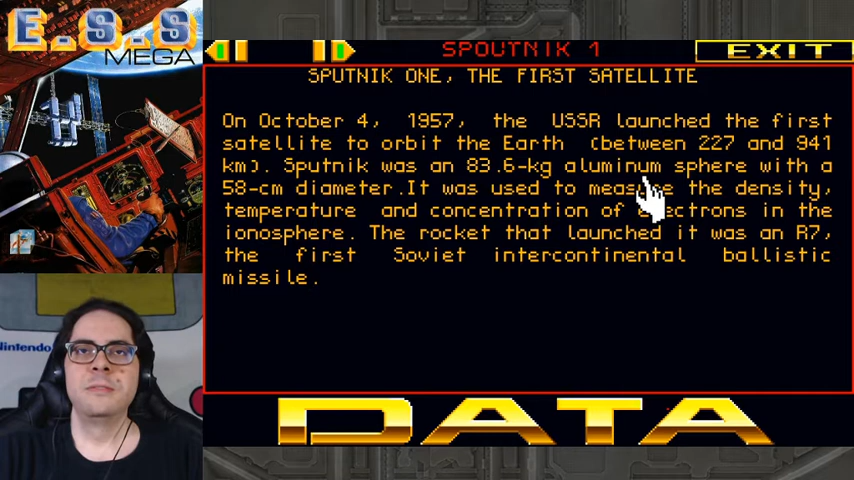 E.S.S
MEGA
SPOUTNIK 1
EXIT
SPUTNIK ONE, THE FIRST SATELLITE
On October 4, 1957, the USSR launched the first
satellite to orbit the Earth (between 227 and 941
km). Sputnik was an 83.6-kg aluminum sphere with a
58-cm diameter.It was used to measure the density,
temperature and concentration of electrons in the
ionosphere. The rocket that launched it was an R7,
the first Soviet intercontinental ballistic
missile.
Nintendo
DATA